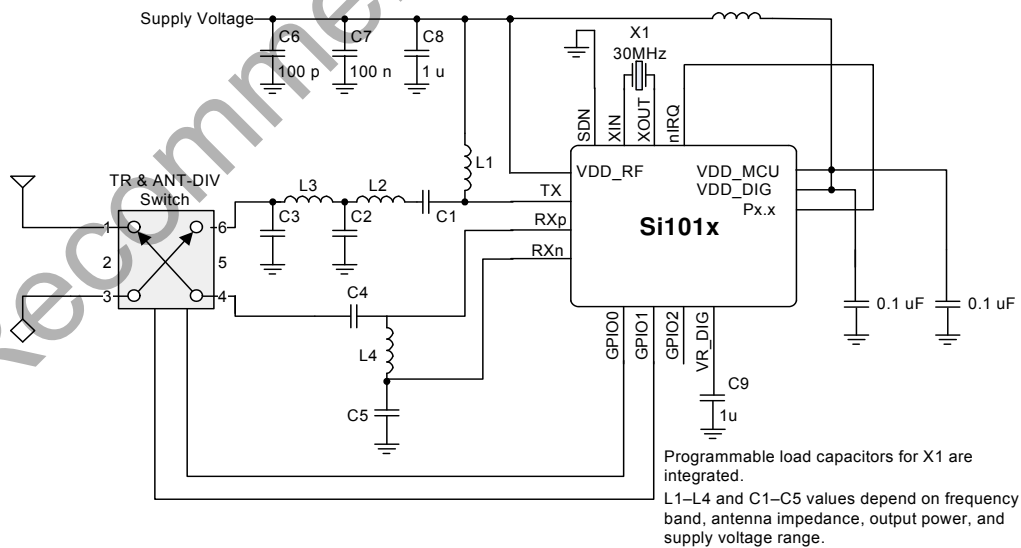 Supply Voltage
C6
100 p
C7
100 n
C8
1 u
X1
30MHz
SDN
XIN
XOUT
nIRQ
L1
VDD_RF
VDD_MCU
VDD_DIG
Px.x
TX
RXp
RXn
Si101x
TR & ANT-DIV
Switch
L3
L2
C3
C2
C1
1
2
3
6
5
4
C4
L4
C5
GPIO0
GPIO1
GPIO2
VR_DIG
C9
1u
0.1 uF
0.1 uF
Programmable load capacitors for X1 are
integrated.
L1–L4 and C1–C5 values depend on frequency
band, antenna impedance, output power, and
supply voltage range.
Recommen